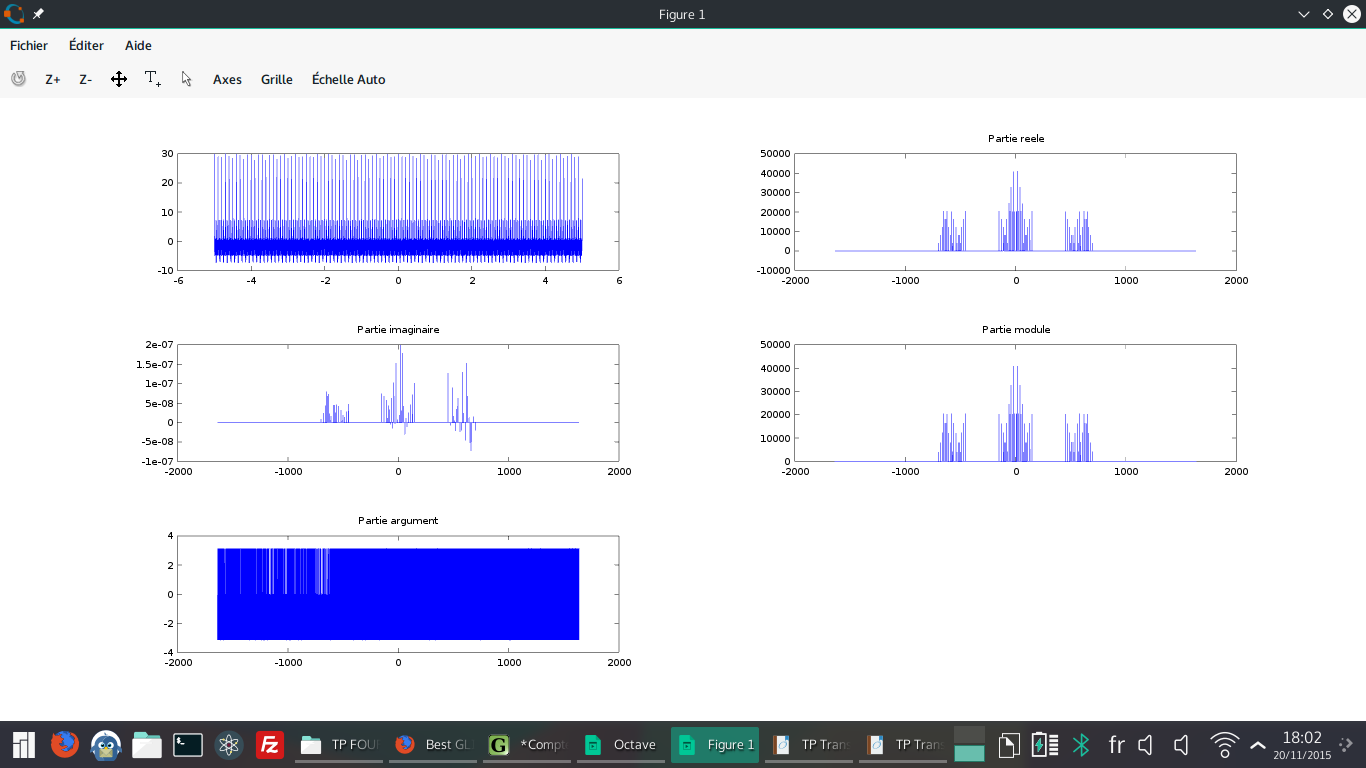 Figure 1
Fichier Éditer Aide
Z+ Z- T+ Axes Grille Échelle Auto
30
20
10
0
-10
-6 -4 -2 0 2 4 6
Partie reele
50000
40000
30000
20000
10000
0
-10000
-2000 -1000 0 1000 2000
Partie imaginaire
2e-07
1.5e-07
1e-07
5e-08
0
-5e-08
-1e-07
-2000 -1000 0 1000 2000
Partie module
50000
40000
30000
20000
10000
0
-2000 -1000 0 1000 2000
Partie argument
4
2
0
-2
-4
-2000 -1000 0 1000 2000
TP FOU Best GL *Compt Octave Figure 1 TP Tran TP Tran fr 18:02
20/11/2015